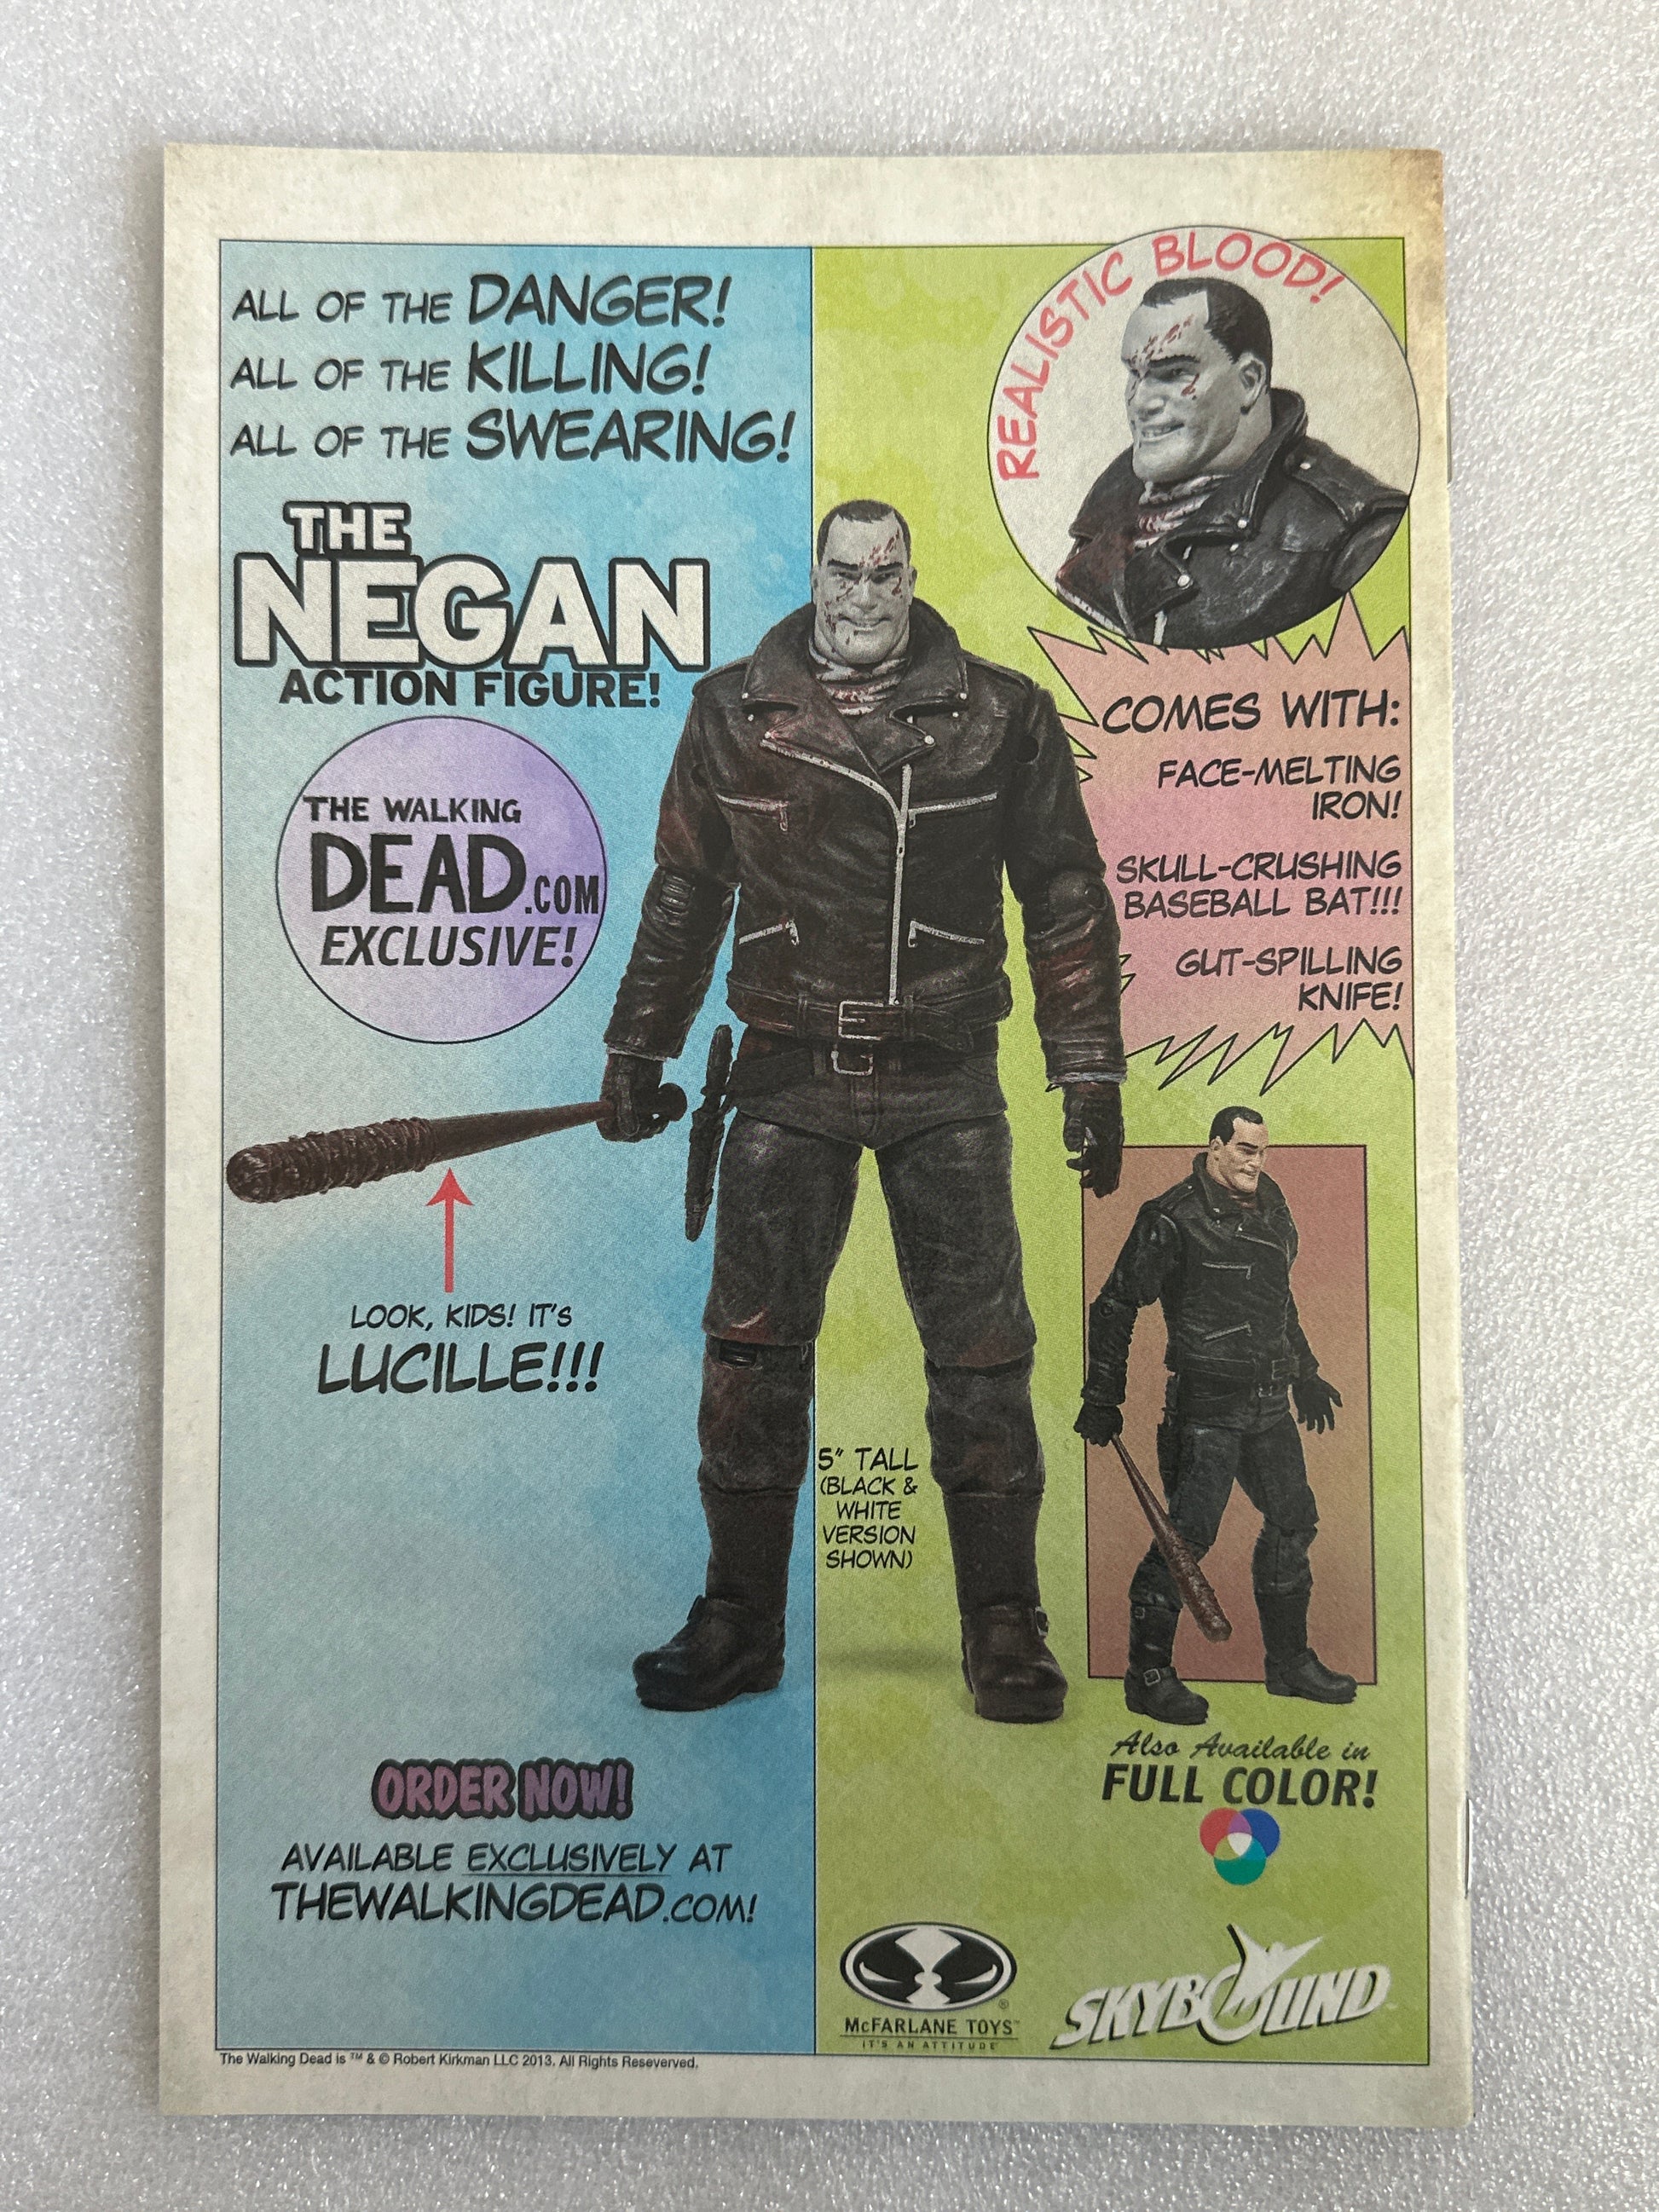 ALL OF THE DANGER!
ALL OF THE KILLING!
ALL OF THE SWEARING!
THE
NEGAN
ACTION FIGURE!
THE WALKING
DEAD.COM
EXCLUSIVE!
LOOK, KIDS! IT'S
LUCILLE!!!
ORDER NOW!
AVAILABLE EXCLUSIVELY AT
THEWALKINGDEAD.COM!
REALISTIC BLOOD!
COMES WITH:
FACE-MELTING
IRON!
SKULL-CRUSHING
BASEBALL BAT!!!
GUT-SPILLING
KNIFE!
5" TALL
(BLACK &
WHITE
VERSION
SHOWN)
Also Available in
FULL COLOR!
McFARLANE TOYS™
IT'S AN ATTITUDE
®
SKYBOUND
The Walking Dead is ™ & © Robert Kirkman LLC 2013. All Rights Reseverved.